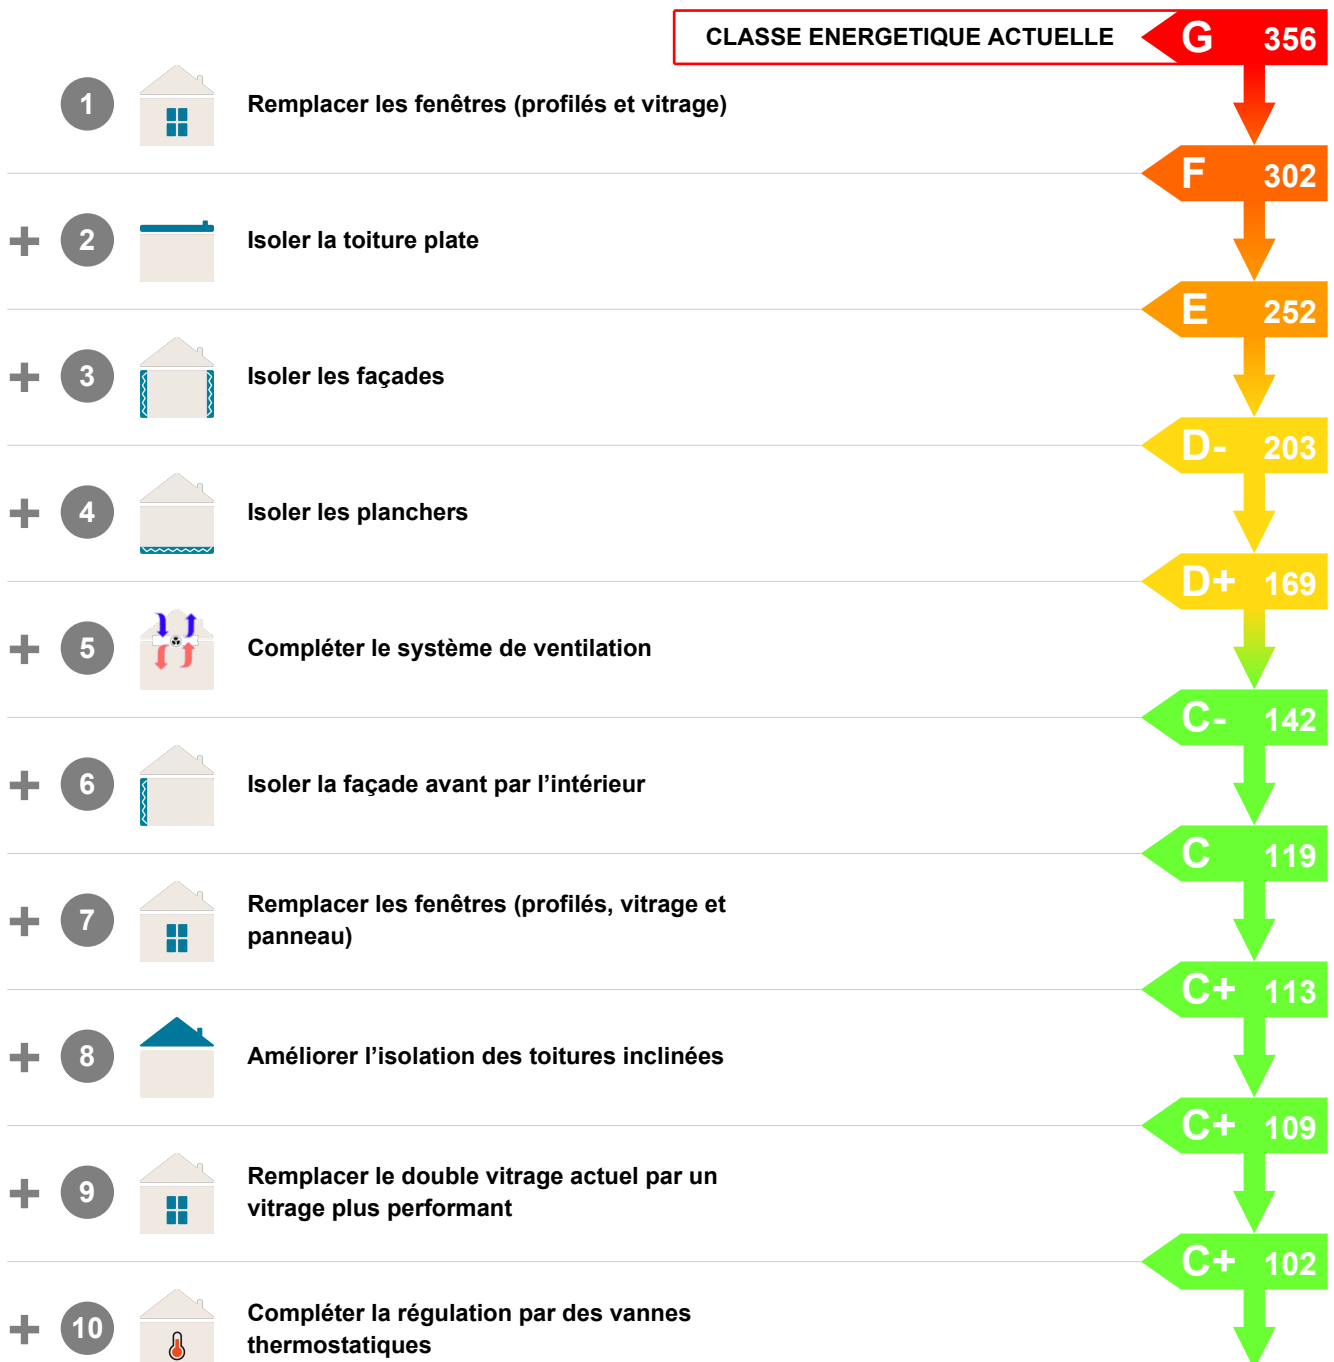 CLASSE ENERGETIQUE ACTUELLE G 356
1 Remplacer les fenêtres (profilés et vitrage)
F 302
+ 2 Isoler la toiture plate
E 252
+ 3 Isoler les façades
D- 203
+ 4 Isoler les planchers
D+ 169
+ 5 Compléter le système de ventilation
C- 142
+ 6 Isoler la façade avant par l’intérieur
C 119
+ 7 Remplacer les fenêtres (profilés, vitrage et
panneau)
C+ 113
+ 8 Améliorer l’isolation des toitures inclinées
C+ 109
+ 9 Remplacer le double vitrage actuel par un
vitrage plus performant
C+ 102
+ 10 Compléter la régulation par des vannes
thermostatiques